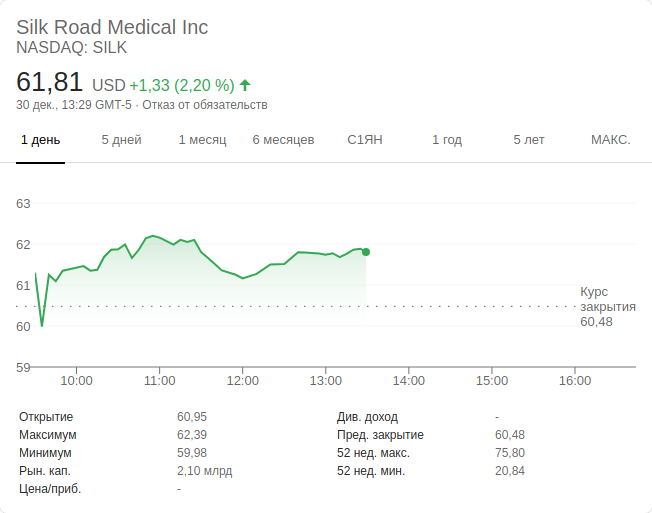 Silk Road Medical Inc
NASDAQ: SILK
61,81 USD +1,33 (2,20 %)
30 дек., 13:29 GMT-5 · Отказ от обязательств
1 день 5 дней 1 месяц 6 месяцев С1ЯН 1 год 5 лет МАКС.
63
62
61
60
59
Курс
закрытия
60,48
10:00 11:00 12:00 13:00 14:00 15:00 16:00
Открытие 60,95 Див. доход -
Максимум 62,39 Пред. закрытие 60,48
Минимум 59,98 52 нед. макс. 75,80
Рын. кап. 2,10 млрд 52 нед. мин. 20,84
Цена/приб. -